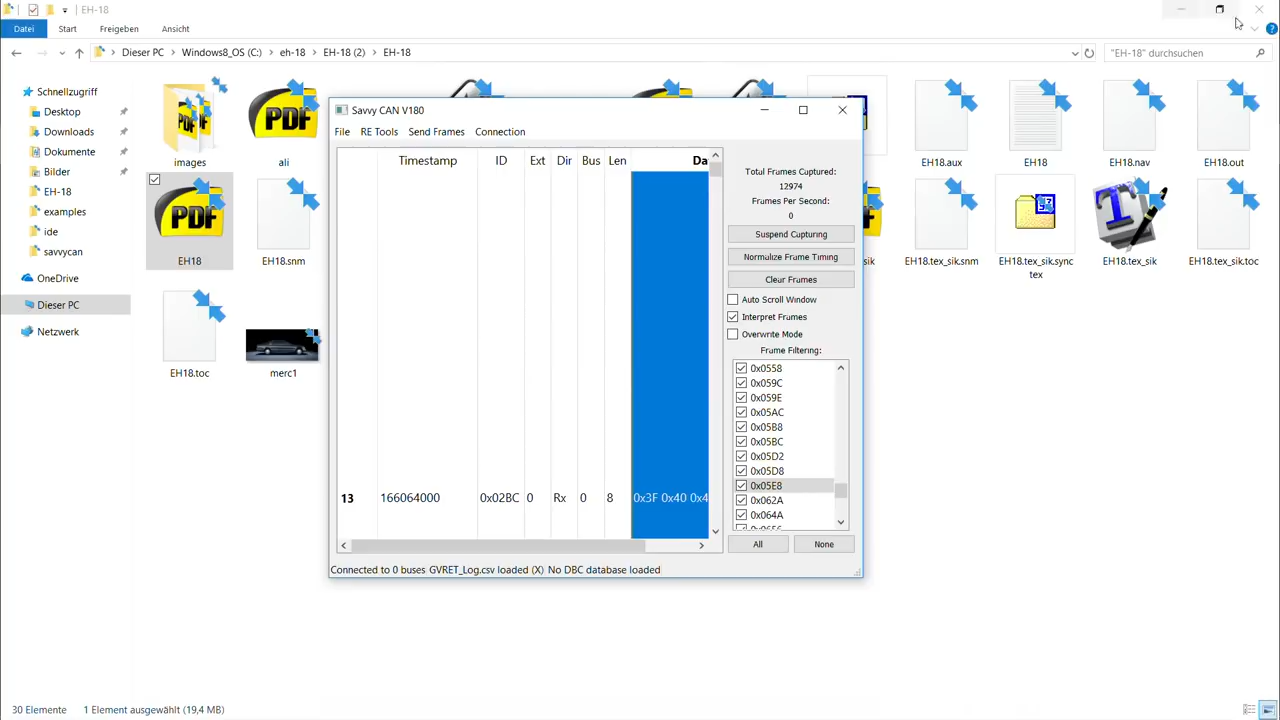 EH-18
Datei Start Freigeben Ansicht
Dieser PC Windows8_OS (C:) eh-18 EH-18 (2) EH-18
"EH-18" durchsuchen
Schnellzugriff
Desktop
Downloads
Dokumente
Bilder
EH-18
examples
ide
savvycan
OneDrive
Dieser PC
Netzwerk
PDF
images
PDF
ali
EH18.aux
EH18
EH18.nav
EH18.out
PDF
EH18
EH18.snm
sik
EH18.tex_sik.snm
EH18.tex_sik.sync
tex
EH18.tex_sik
EH18.tex_sik.toc
EH18.toc
merc1
Savvy CAN V180
File RE Tools Send Frames Connection
Timestamp ID Ext Dir Bus Len Da
13 166064000 0x02BC 0 Rx 0 8 0x3F 0x40 0x4
Total Frames Captured:
12974
Frames Per Second:
0
Suspend Capturing
Normalize Frame Timing
Clear Frames
Auto Scroll Window
Interpret Frames
Overwrite Mode
Frame Filtering:
0x0558
0x059C
0x059E
0x05AC
0x05B8
0x05BC
0x05D2
0x05D8
0x05E8
0x062A
0x064A
All None
Connected to 0 buses GVRET_Log.csv loaded (X) No DBC database loaded
30 Elemente 1 Element ausgewählt (19,4 MB)